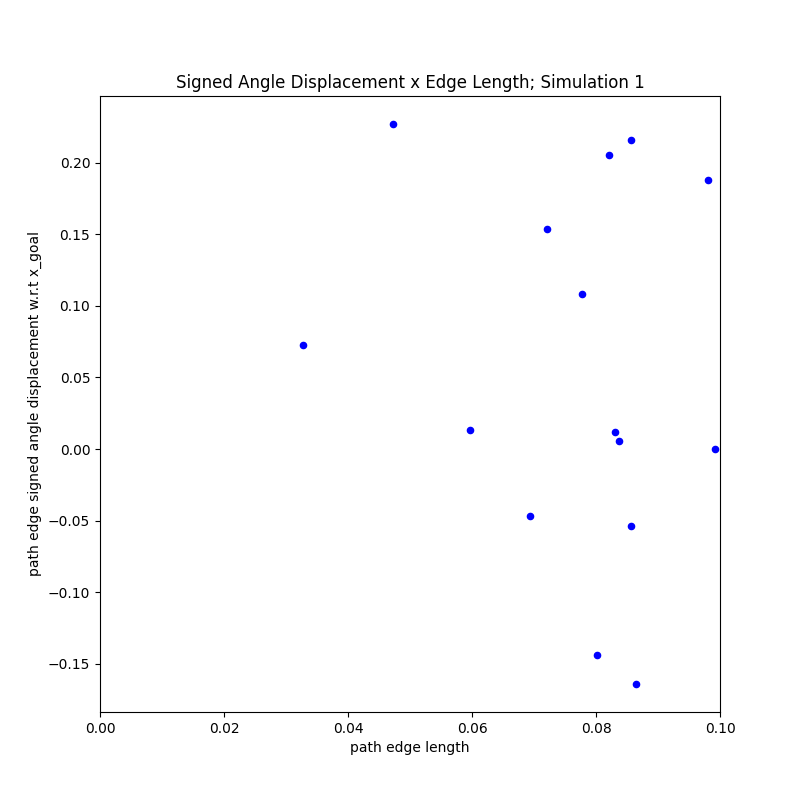 Signed Angle Displacement x Edge Length; Simulation 1
path edge signed angle displacement w.r.t x_goal
0.20
0.15
0.10
0.05
0.00
−0.05
−0.10
−0.15
0.00 0.02 0.04 0.06 0.08 0.10
path edge length